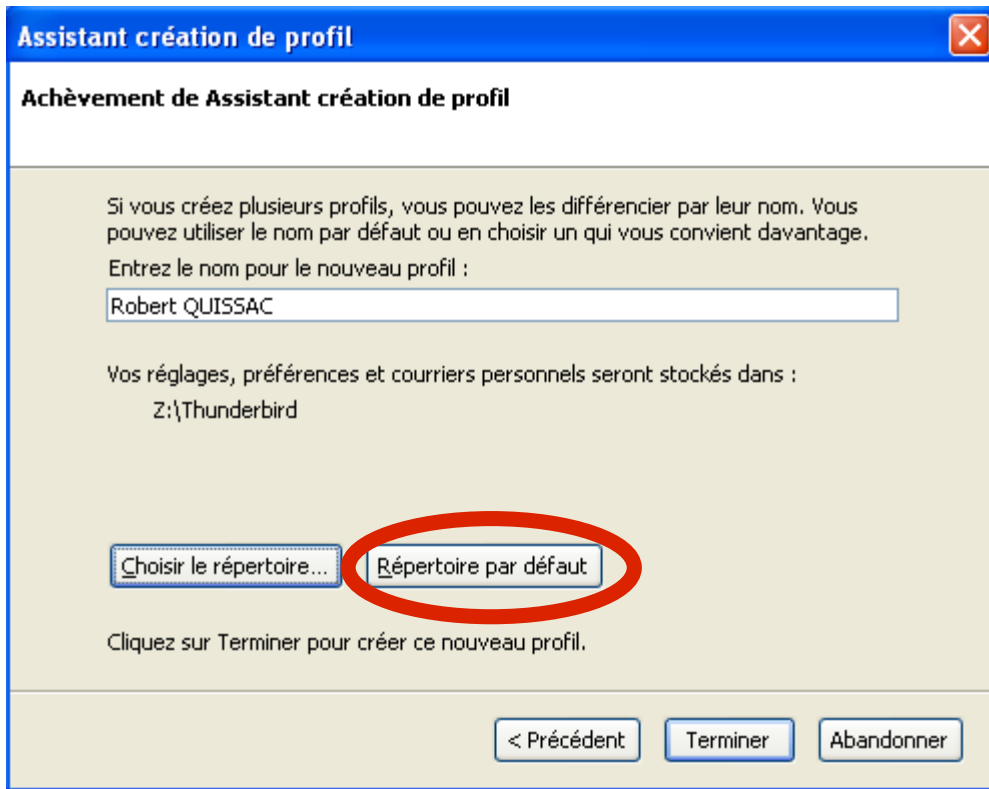 Assistant création de profil
Achèvement de Assistant création de profil
Si vous créez plusieurs profils, vous pouvez les différencier par leur nom. Vous
pouvez utiliser le nom par défaut ou en choisir un qui vous convient davantage.
Entrez le nom pour le nouveau profil :
Robert QUISSAC
Vos réglages, préférences et courriers personnels seront stockés dans :
Z:\Thunderbird
Choisir le répertoire... Répertoire par défaut
Cliquez sur Terminer pour créer ce nouveau profil.
< Précédent Terminer Abandonner